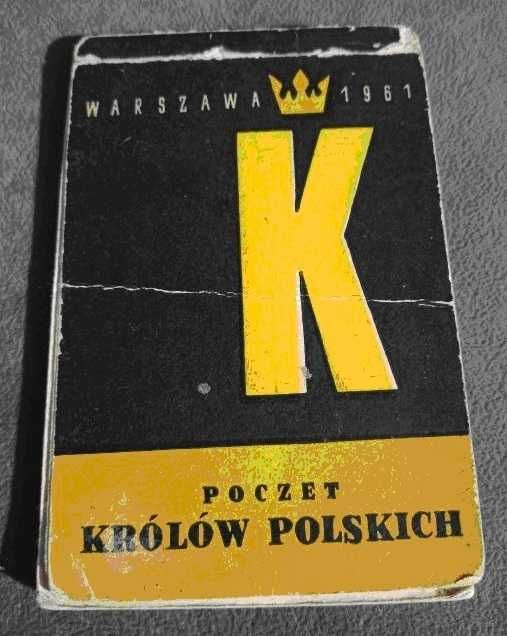 WARSZAWA 1961
K
POCZET
KRÓLÓW POLSKICH